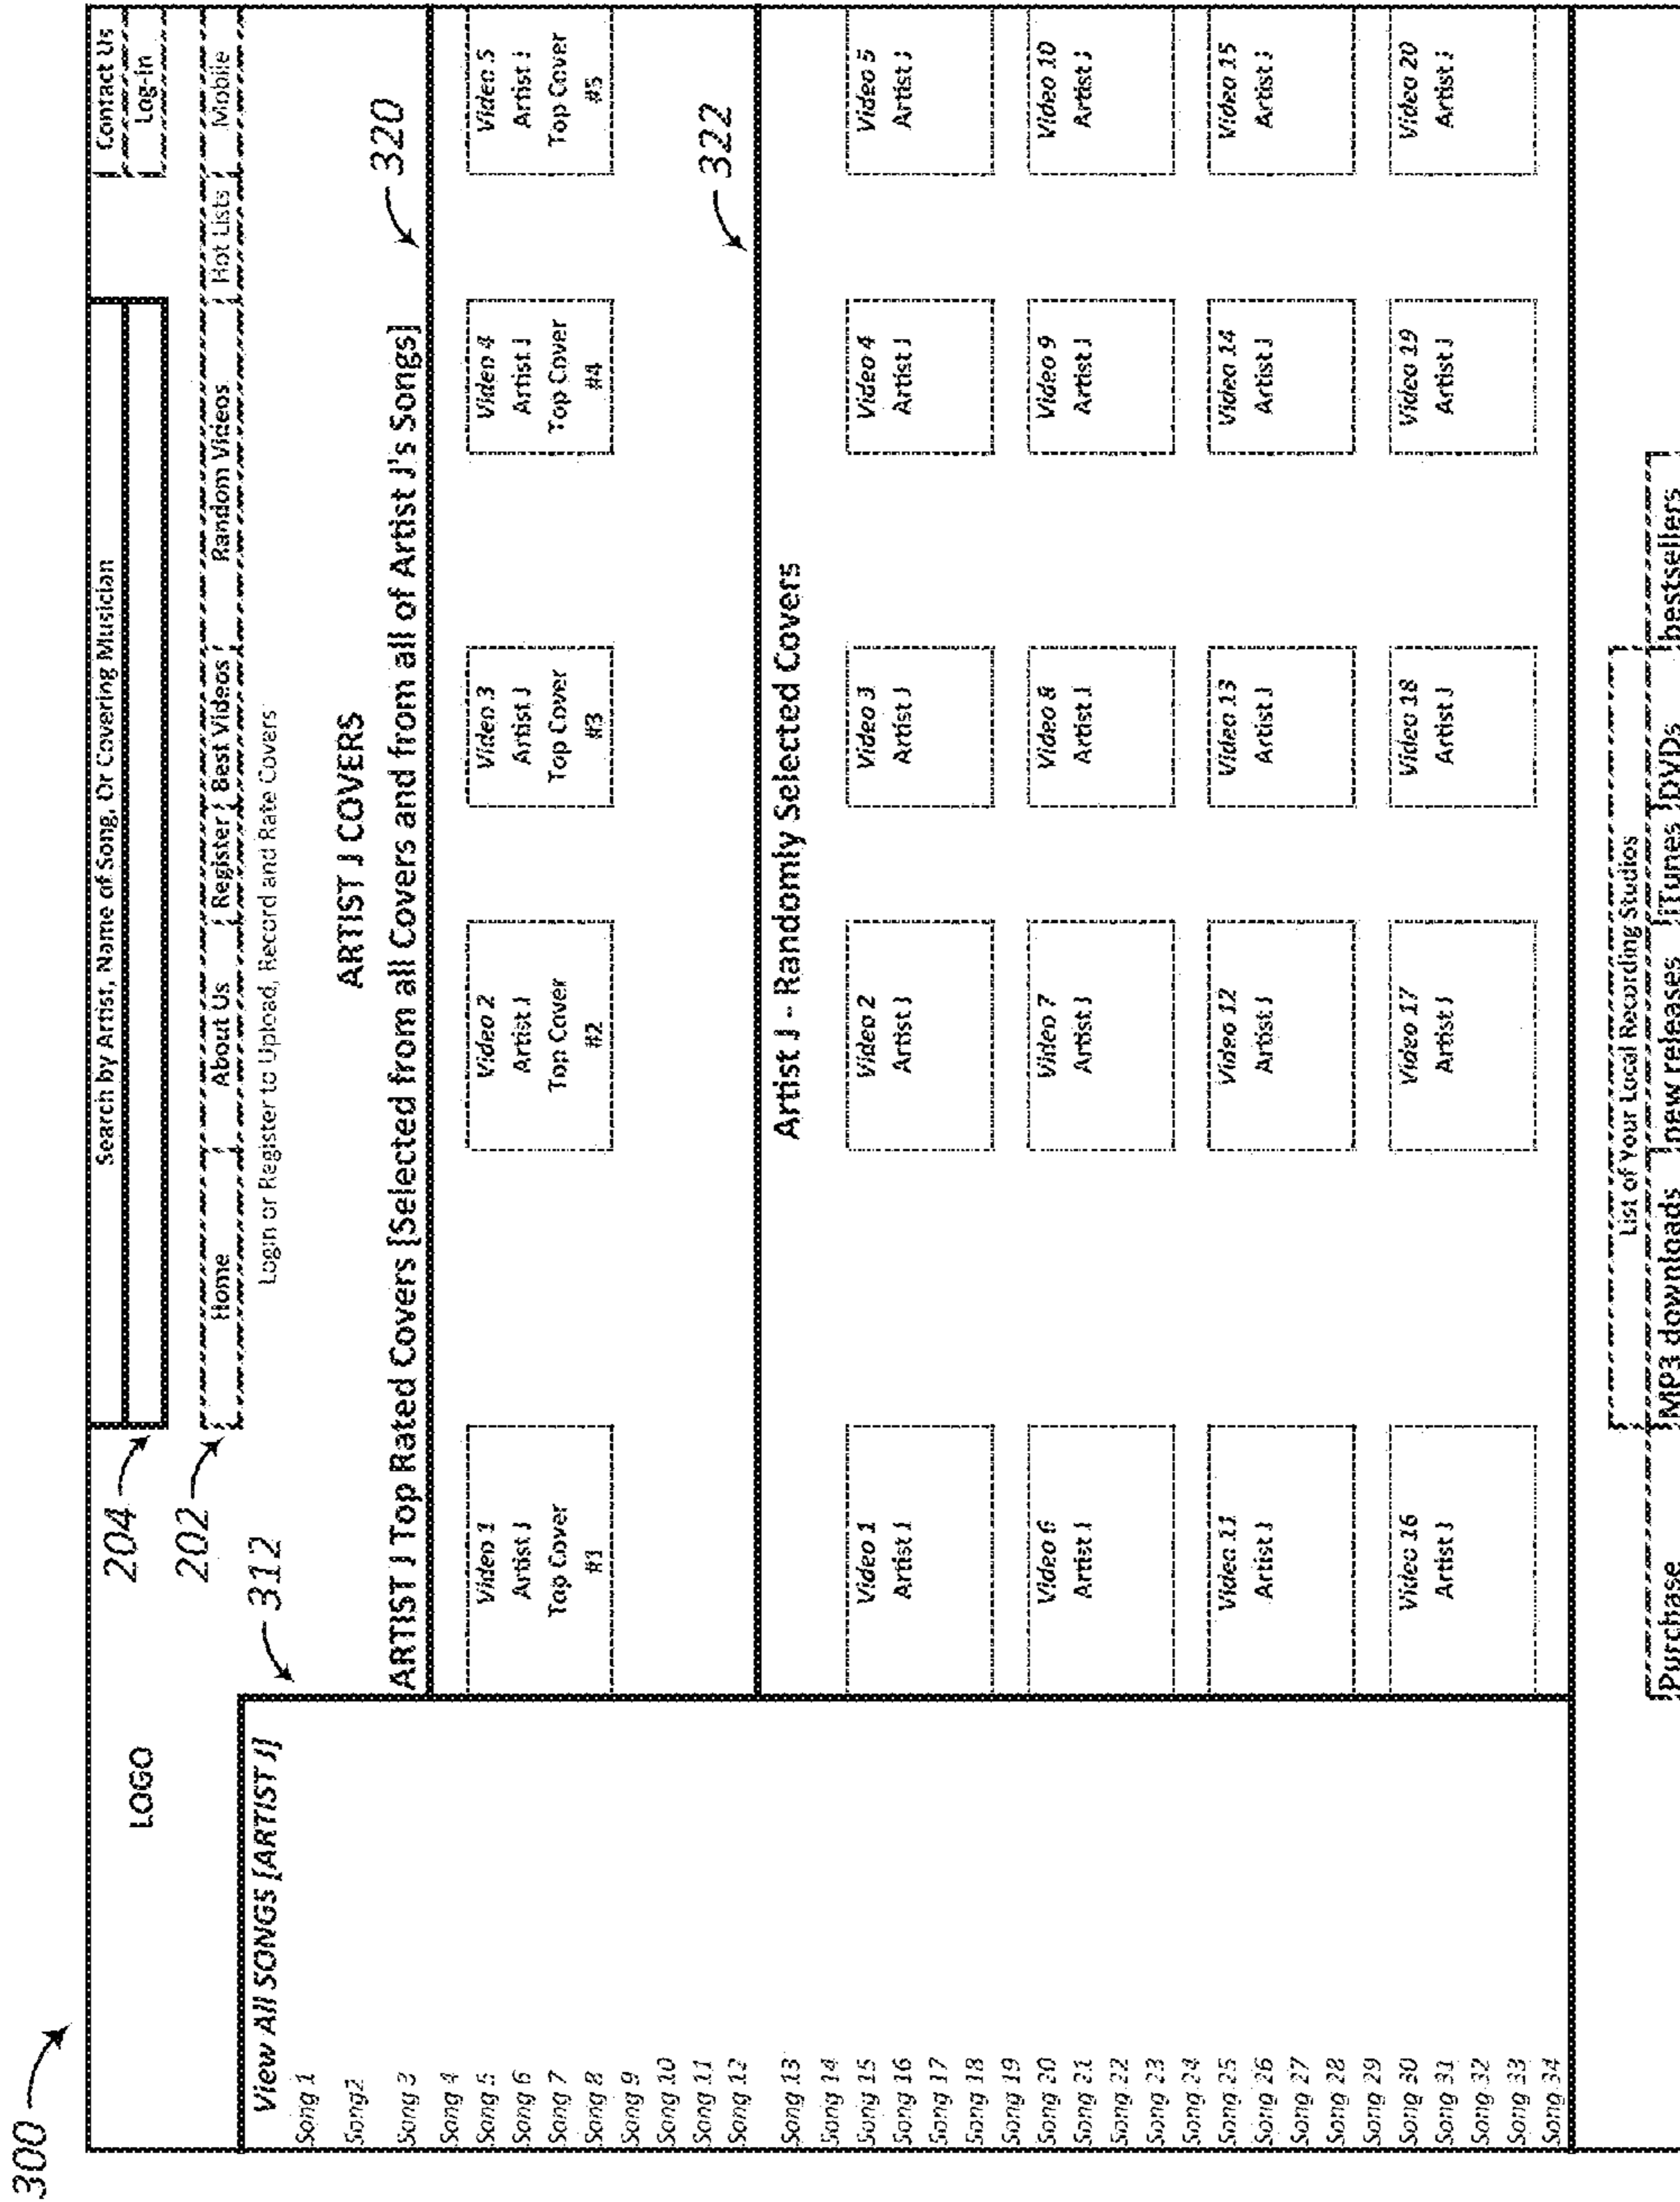 300
LOGO
Search by Artist, Name of Song, Or Covering Musician
Contact Us
Log-in
204
202
Home About Us Register Best Videos Random Videos Hot Lists Mobile
Login or Register to Upload, Record and Rate Covers
312
View All SONGS [ARTIST J]
Song 1
Song2
Song 3
Song 4
Song 5
Song 6
Song 7
Song 8
Song 9
Song 10
Song 11
Song 12
Song 13
Song 14
Song 15
Song 16
Song 17
Song 18
Song 19
Song 20
Song 21
Song 22
Song 23
Song 24
Song 25
Song 26
Song 27
Song 28
Song 29
Song 30
Song 31
Song 32
Song 33
Song 34
ARTIST J COVERS
ARTIST J Top Rated Covers [Selected from all Covers and from all of Artist J's Songs]
320
Video 1 Video 2 Video 3 Video 4 Video 5
Artist J Artist J Artist J Artist J Artist J
Top Cover Top Cover Top Cover Top Cover Top Cover
#1 #2 #3 #4 #5
322
Artist J - Randomly Selected Covers
Video 1 Video 2 Video 3 Video 4 Video 5
Artist J Artist J Artist J Artist J Artist J
Video 6 Video 7 Video 8 Video 9 Video 10
Artist J Artist J Artist J Artist J Artist J
Video 11 Video 12 Video 13 Video 14 Video 15
Artist J Artist J Artist J Artist J Artist J
Video 16 Video 17 Video 18 Video 19 Video 20
Artist J Artist J Artist J Artist J Artist J
List of Your Local Recording Studios
Purchase MP3 downloads new releases iTunes DVDs bestsellers